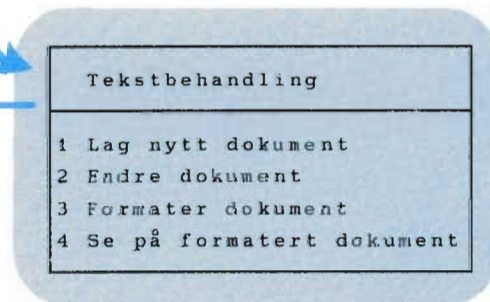 Tekstbehandling
1 Lag nytt dokument
2 Endre dokument
3 Formater dokument
4 Se på formatert dokument